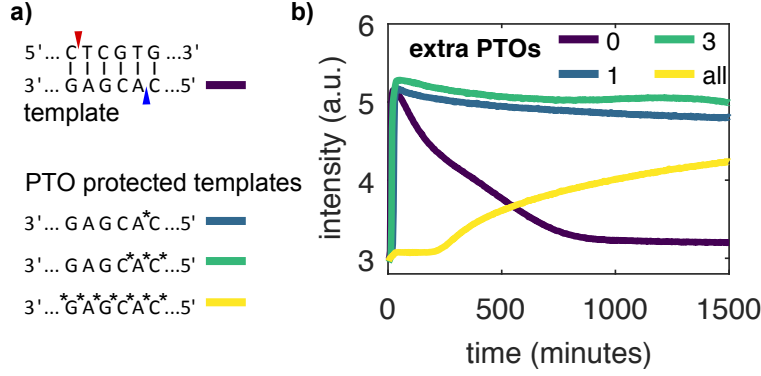 a)
5'... C T C G T G ...3'
3'... G A G C A C ...5'
template
PTO protected templates
3'... G A G C A*C ...5'
3'... G A G C*A*C*...5'
3'...*G*A*G*C*A*C*...5'
b)
extra PTOs
0
3
1
all
6
5
4
3
intensity (a.u.)
0
500
1000
1500
time (minutes)